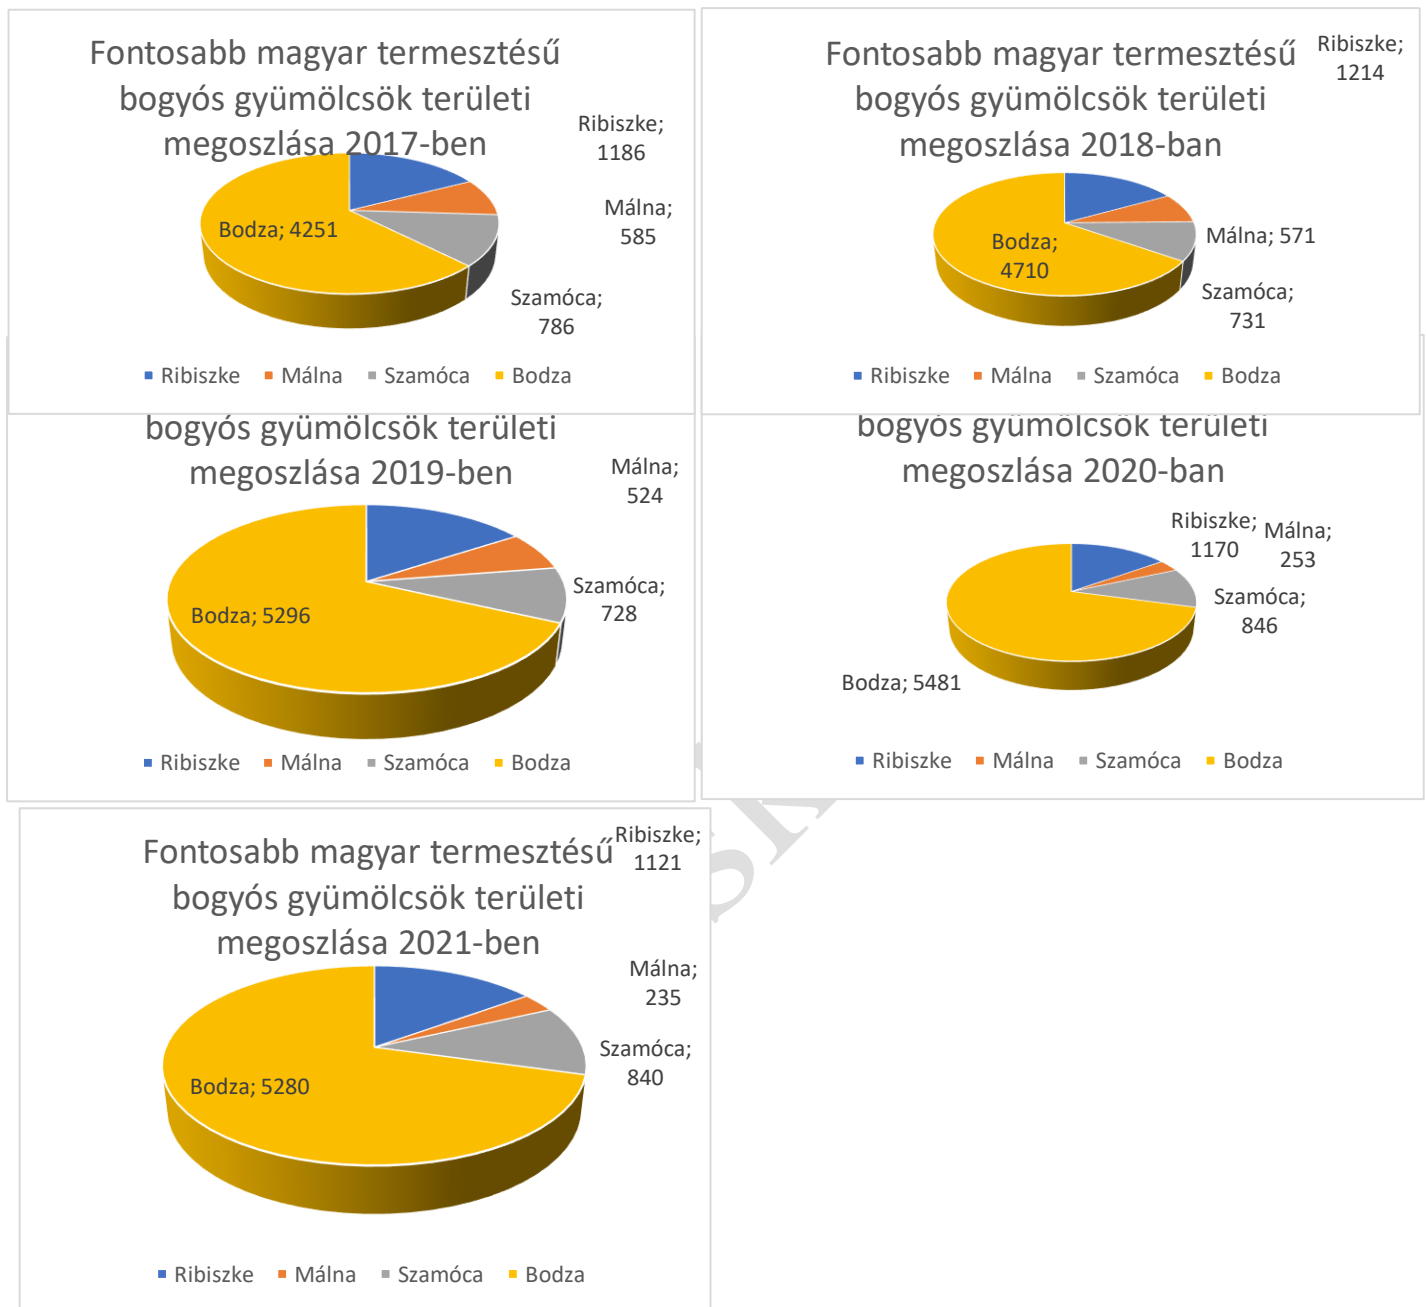 Fontosabb magyar termesztésű
bogyós gyümölcsök területi
megoszlása 2017-ben
Ribiszke;
1186
Málna;
585
Szamóca;
786
Bodza; 4251
Ribiszke Málna Szamóca Bodza
Fontosabb magyar termesztésű
bogyós gyümölcsök területi
megoszlása 2018-ban
Ribiszke;
1214
Málna; 571
Szamóca;
731
Bodza;
4710
Ribiszke Málna Szamóca Bodza
bogyós gyümölcsök területi
megoszlása 2019-ben
Málna;
524
Szamóca;
728
Bodza; 5296
Ribiszke Málna Szamóca Bodza
bogyós gyümölcsök területi
megoszlása 2020-ban
Ribiszke;
1170
Málna;
253
Szamóca;
846
Bodza; 5481
Ribiszke Málna Szamóca Bodza
Fontosabb magyar termesztésű
bogyós gyümölcsök területi
megoszlása 2021-ben
Ribiszke;
1121
Málna;
235
Szamóca;
840
Bodza; 5280
Ribiszke Málna Szamóca Bodza